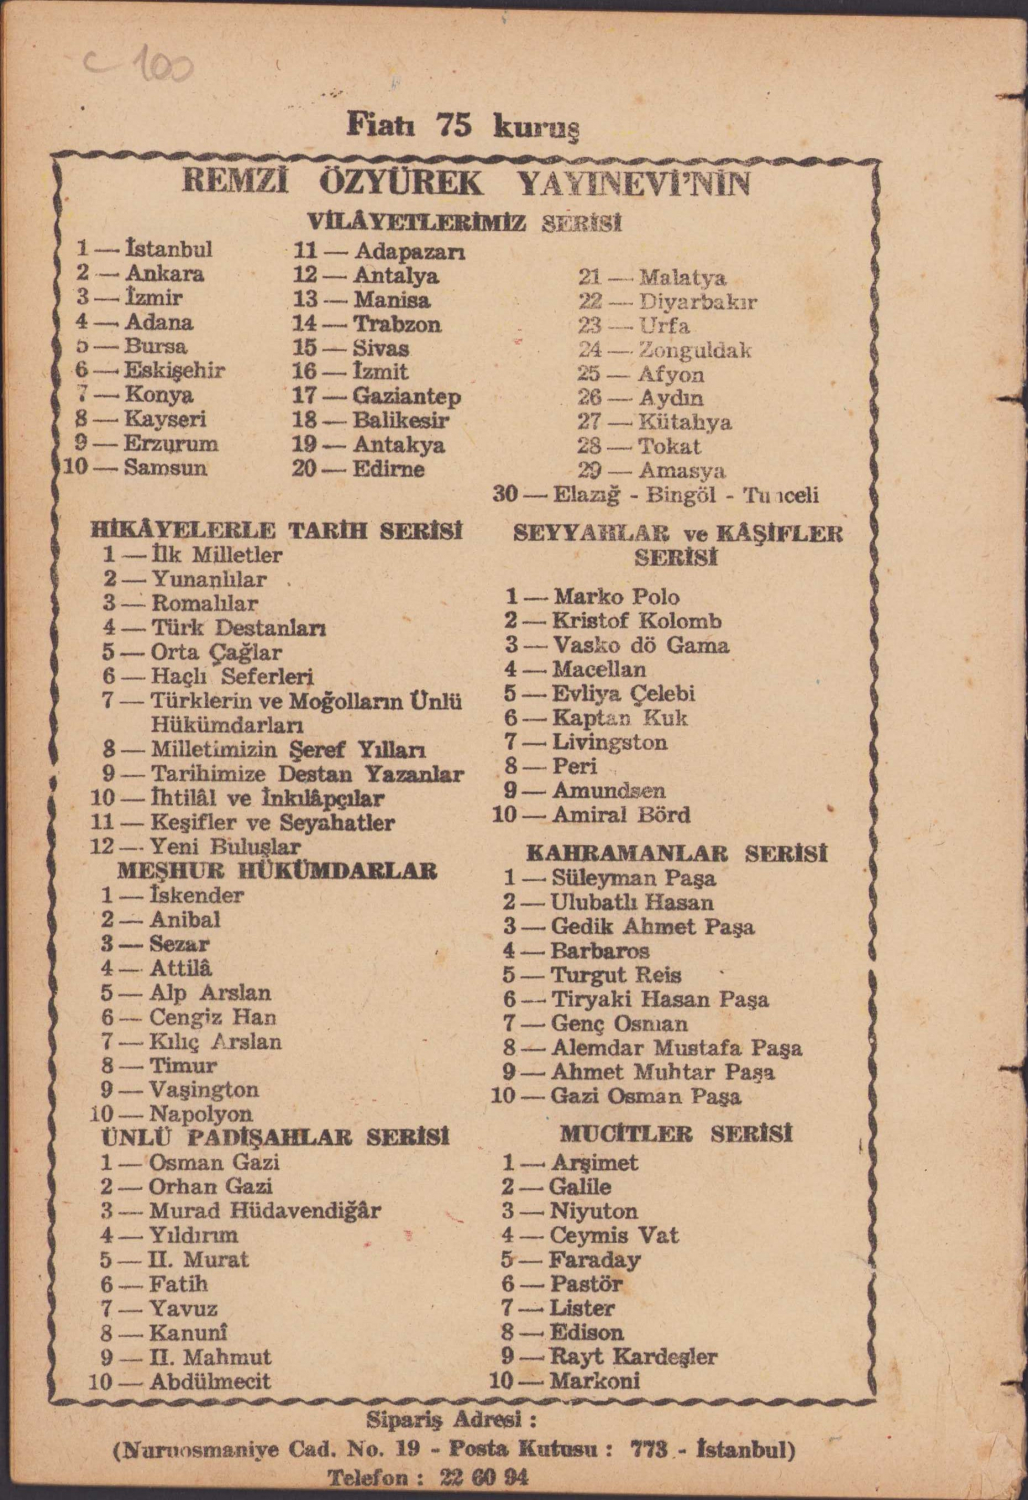 c 100
Fiatı 75 kuruş
REMZİ ÖZYÜREK YAYINEVİ'NİN
VİLÂYETLERİMİZ SERİSİ
1 — İstanbul
2 — Ankara
3 — İzmir
4 — Adana
5 — Bursa
6 — Eskişehir
7 — Konya
8 — Kayseri
9 — Erzurum
10 — Samsun
11 — Adapazarı
12 — Antalya
13 — Manisa
14 — Trabzon
15 — Sivas
16 — İzmit
17 — Gaziantep
18 — Balikesir
19 — Antakya
20 — Edirne
21 — Malatya
22 — Diyarbakır
23 — Urfa
24 — Zonguldak
25 — Afyon
26 — Aydın
27 — Kütahya
28 — Tokat
29 — Amasya
30 — Elazığ - Bingöl - Tunceli
HİKÂYELERLE TARİH SERİSİ
1 — İlk Milletler
2 — Yunanlılar
3 — Romalılar
4 — Türk Destanları
5 — Orta Çağlar
6 — Haçlı Seferleri
7 — Türklerin ve Moğolların Ünlü
Hükümdarları
8 — Milletimizin Şeref Yılları
9 — Tarihimize Destan Yazanlar
10 — İhtilâl ve İnkılâpçılar
11 — Keşifler ve Seyahatler
12 — Yeni Buluşlar
MEŞHUR HÜKÜMDARLAR
1 — İskender
2 — Anibal
3 — Sezar
4 — Attilâ
5 — Alp Arslan
6 — Cengiz Han
7 — Kılıç Arslan
8 — Timur
9 — Vaşington
10 — Napolyon
ÜNLÜ PADİŞAHLAR SERİSİ
1 — Osman Gazi
2 — Orhan Gazi
3 — Murad Hüdavendiğâr
4 — Yıldırım
5 — II. Murat
6 — Fatih
7 — Yavuz
8 — Kanunî
9 — II. Mahmut
10 — Abdülmecit
SEYYAHLAR ve KÂŞİFLER
SERİSİ
1 — Marko Polo
2 — Kristof Kolomb
3 — Vasko dö Gama
4 — Macellan
5 — Evliya Çelebi
6 — Kaptan Kuk
7 — Livingston
8 — Peri
9 — Amundsen
10 — Amiral Börd
KAHRAMANLAR SERİSİ
1 — Süleyman Paşa
2 — Ulubatlı Hasan
3 — Gedik Ahmet Paşa
4 — Barbaros
5 — Turgut Reis
6 — Tiryaki Hasan Paşa
7 — Genç Osman
8 — Alemdar Mustafa Paşa
9 — Ahmet Muhtar Paşa
10 — Gazi Osman Paşa
MUCİTLER SERİSİ
1 — Arşimet
2 — Galile
3 — Niyuton
4 — Ceymis Vat
5 — Faraday
6 — Pastör
7 — Lister
8 — Edison
9 — Rayt Kardeşler
10 — Markoni
Sipariş Adresi :
(Nuruosmaniye Cad. No. 19 - Posta Kutusu : 773 - İstanbul)
Telefon : 22 60 94